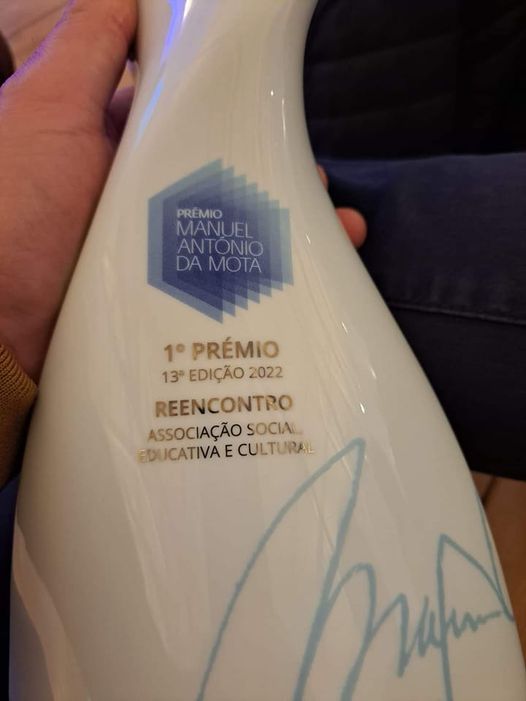 PRÉMIO
MANUEL
ANTÓNIO
DA MOTA
1º PRÉMIO
13ª EDIÇÃO 2022
REENCONTRO
ASSOCIAÇÃO SOCIAL,
EDUCATIVA E CULTURAL